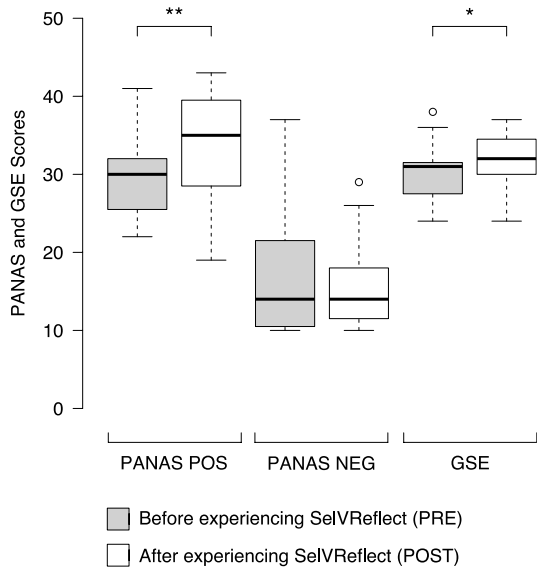 50
**
*
40
30
20
10
0
PANAS and GSE Scores
PANAS POS
PANAS NEG
GSE
Before experiencing SelVReflect (PRE)
After experiencing SelVReflect (POST)